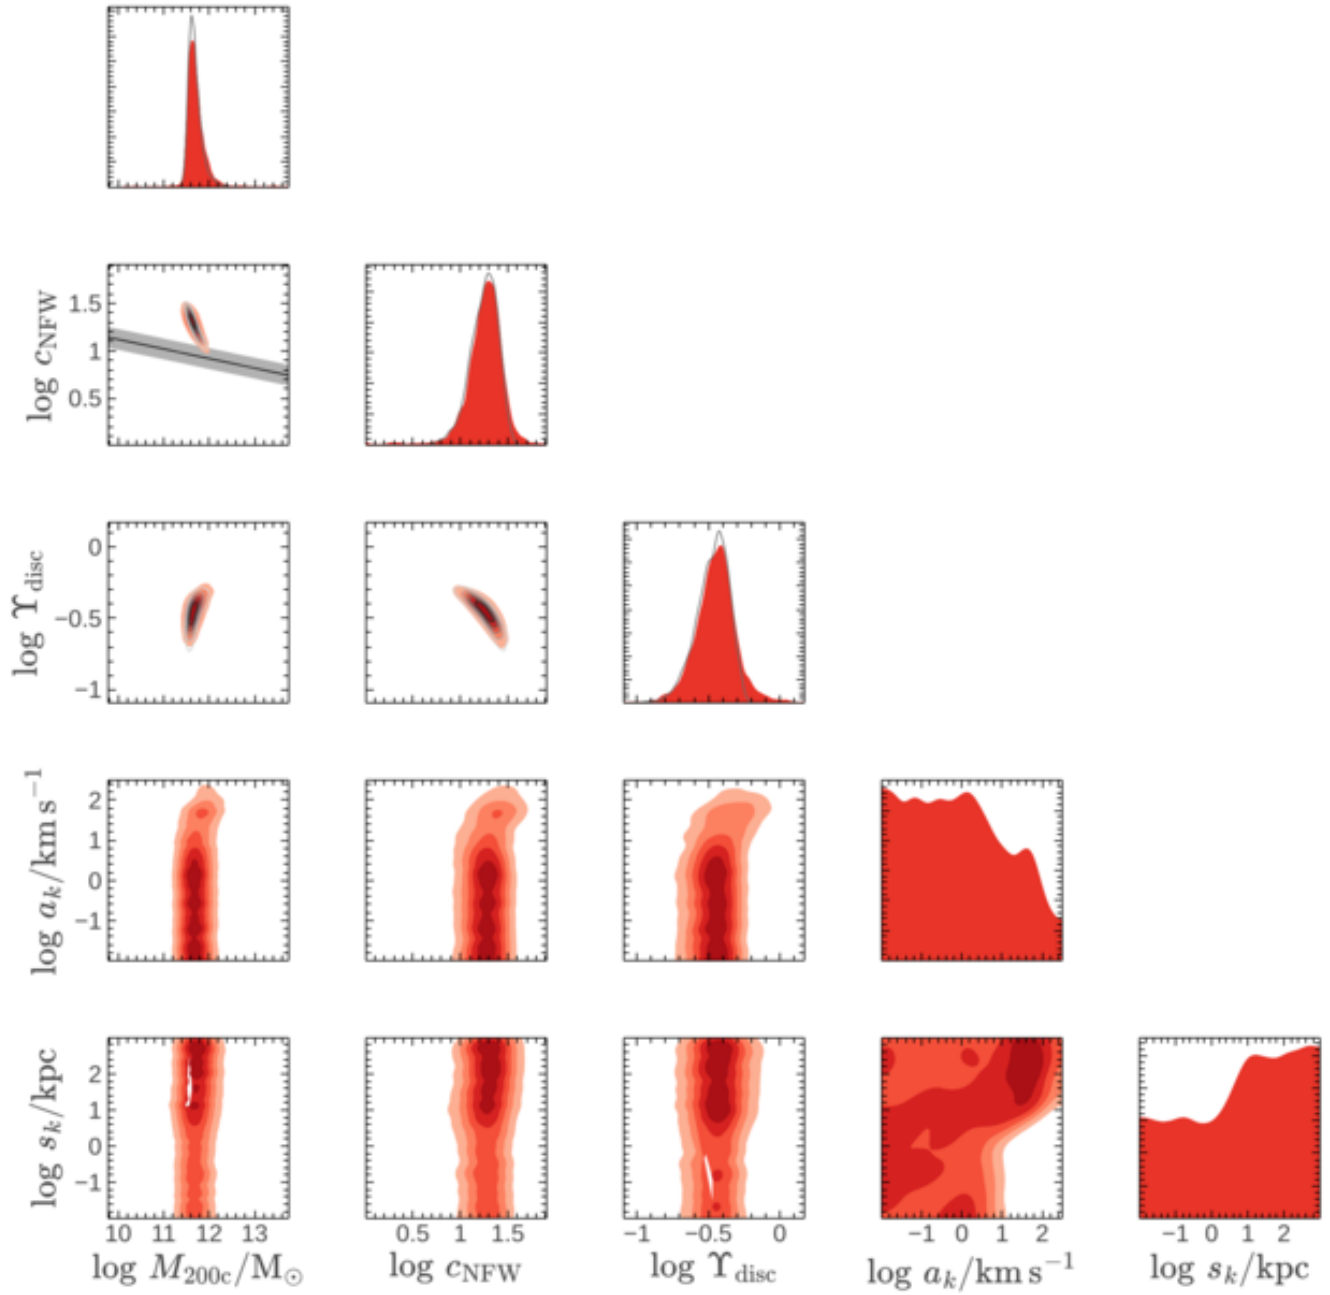 log c_NFW
1.5
1
0.5
log ϒ_disc
0
−0.5
−1
log a_k/km s⁻¹
2
1
0
−1
log s_k/kpc
2
1
0
−1
10 11 12 13
0.5 1 1.5
−1 −0.5 0
−1 0 1 2
−1 0 1 2
log M_200c/M_⊙
log c_NFW
log ϒ_disc
log a_k/km s⁻¹
log s_k/kpc